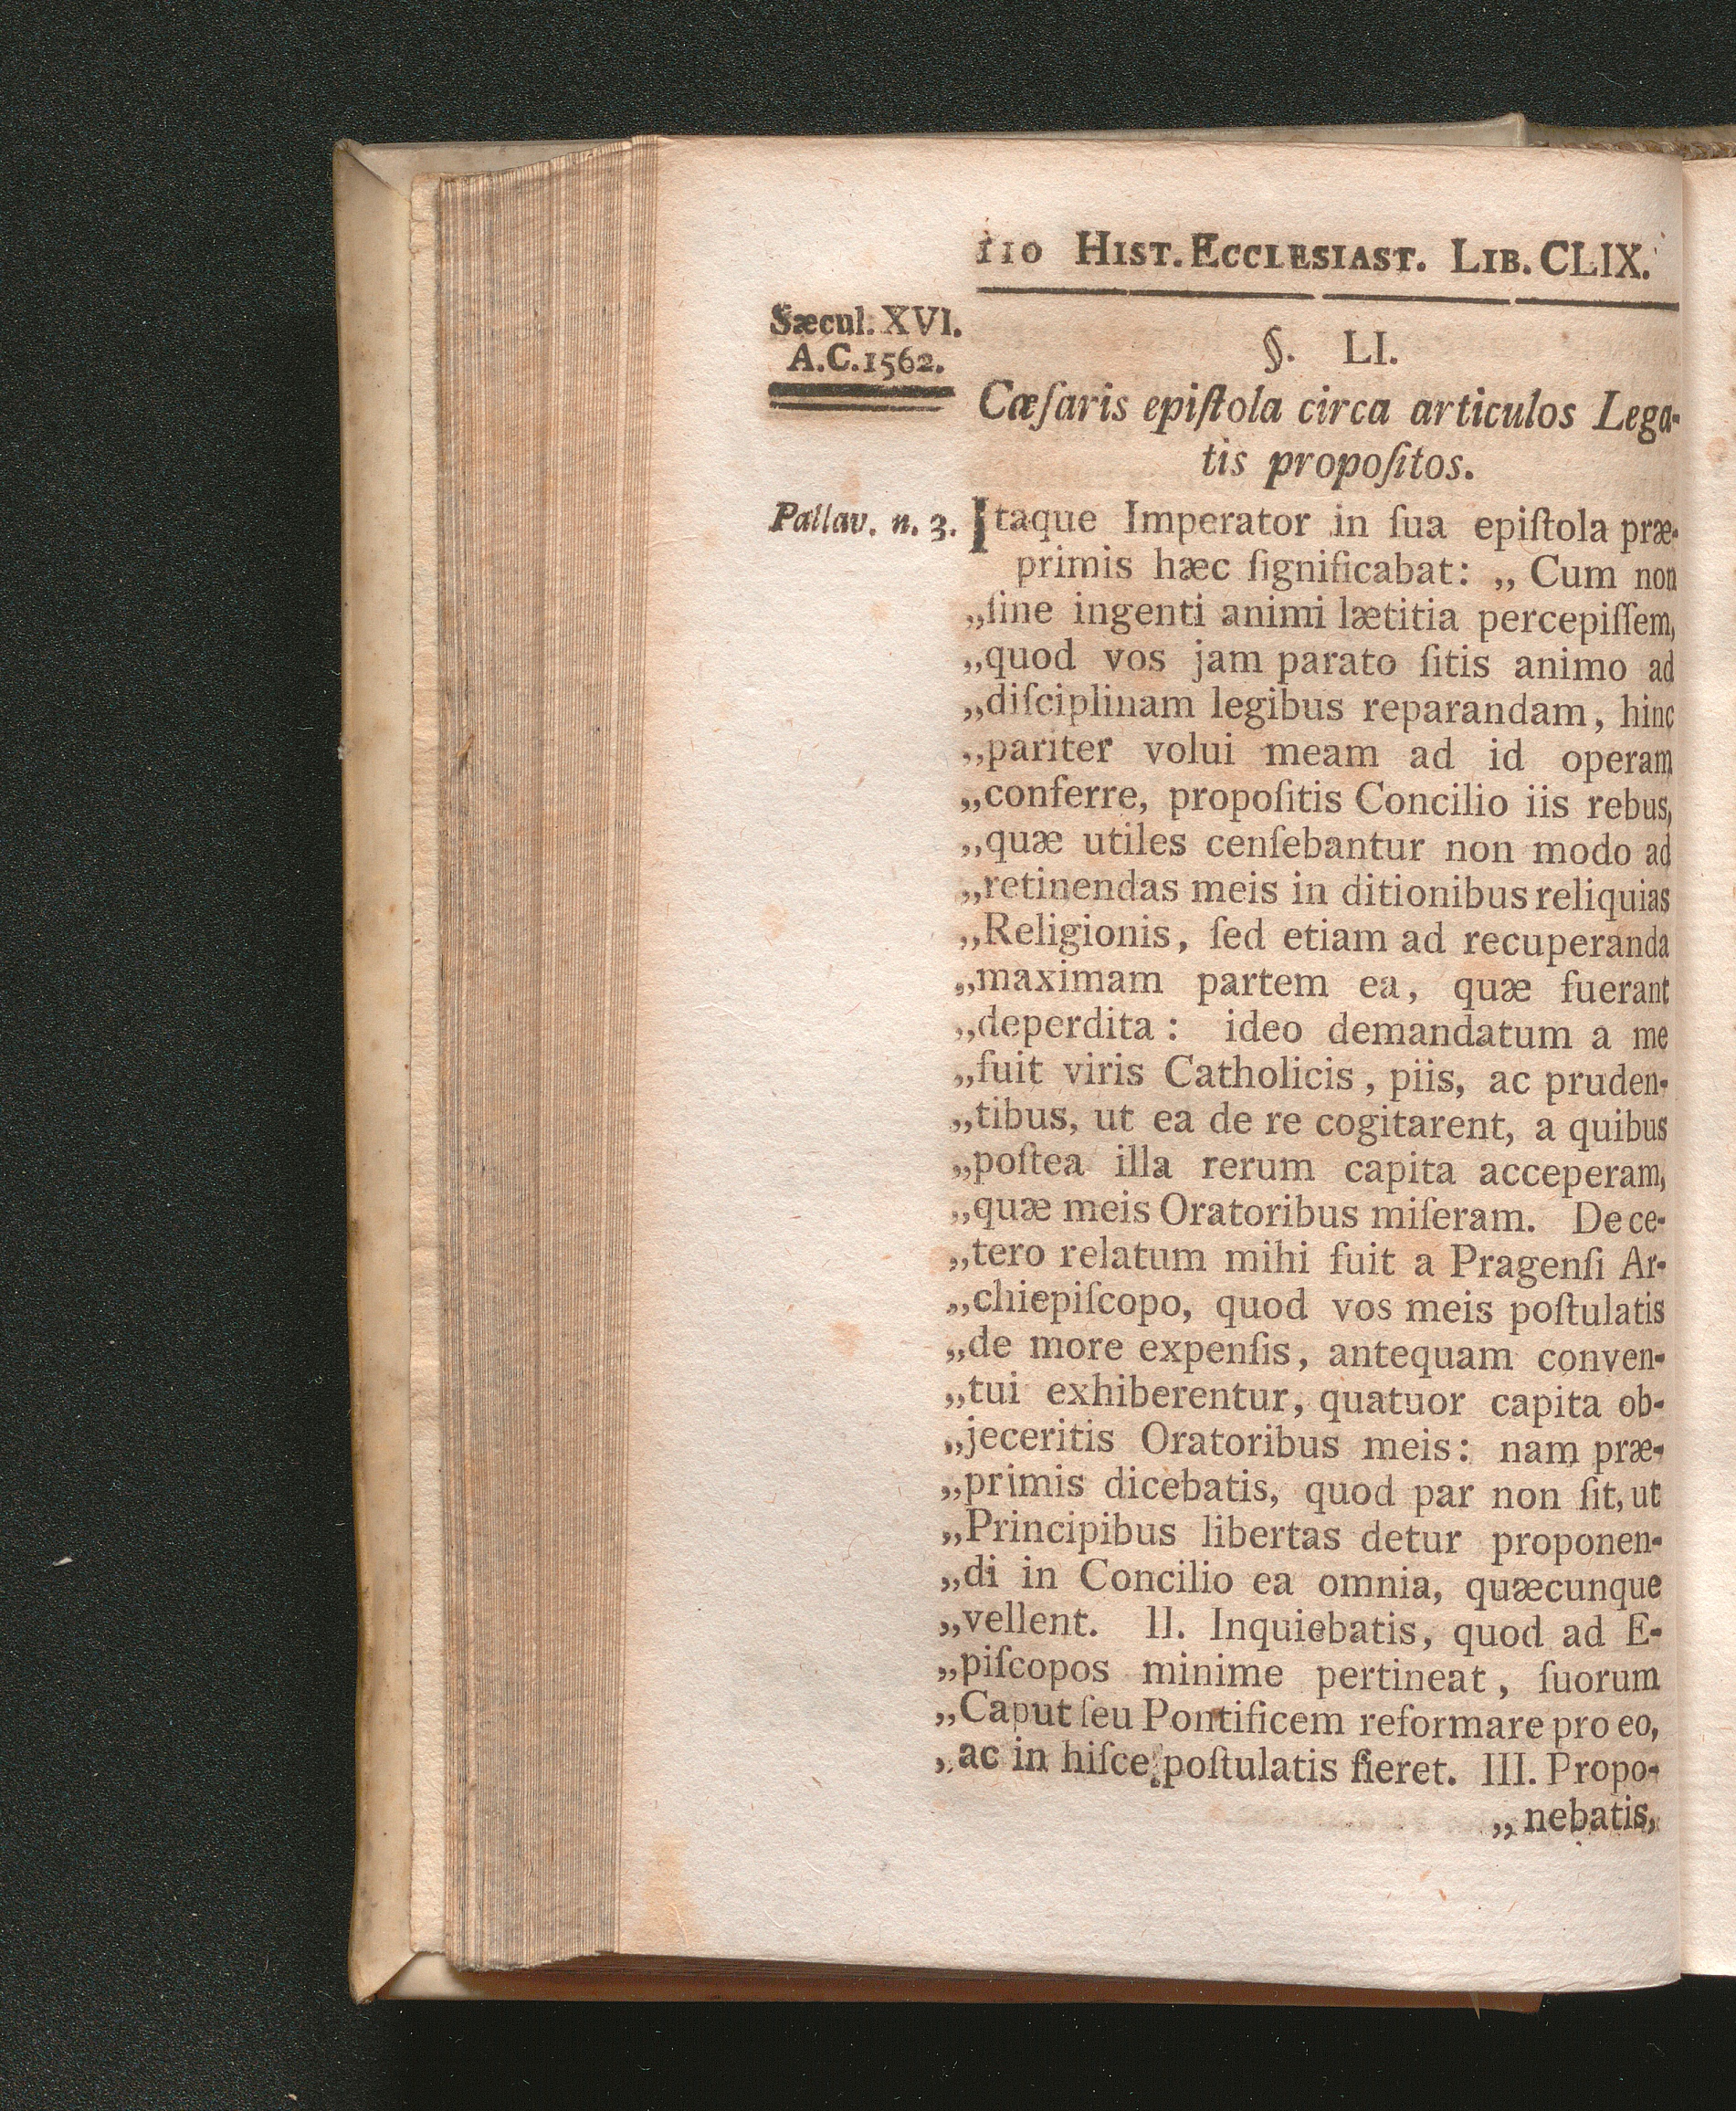 110 HIST. ECCLESIAST. LIB. CLIX.
Sæcul. XVI.
A.C. 1562.
§. LI.
Cæſaris epiſtola circa articulos Lega-
tis propoſitos.
Pallav. n. 3.
Itaque Imperator in ſua epiſtola præ-
primis hæc ſignificabat: „ Cum non
„ſine ingenti animi lætitia percepiſſem,
„quod vos jam parato ſitis animo ad
„diſciplinam legibus reparandam, hinc
„pariter volui meam ad id operam
„conferre, propoſitis Concilio iis rebus,
„quæ utiles cenſebantur non modo ad
„retinendas meis in ditionibus reliquias
„Religionis, ſed etiam ad recuperanda
„maximam partem ea, quæ fuerant
„deperdita: ideo demandatum a me
„fuit viris Catholicis, piis, ac pruden-
„tibus, ut ea de re cogitarent, a quibus
„poſtea illa rerum capita acceperam,
„quæ meis Oratoribus miſeram. De ce-
„tero relatum mihi fuit a Pragenſi Ar-
„chiepiſcopo, quod vos meis poſtulatis
„de more expenſis, antequam conven-
„tui exhiberentur, quatuor capita ob-
„jeceritis Oratoribus meis: nam præ-
„primis dicebatis, quod par non ſit, ut
„Principibus libertas detur proponen-
„di in Concilio ea omnia, quæcunque
„vellent. II. Inquiebatis, quod ad E-
„piſcopos minime pertineat, ſuorum
„Caput ſeu Pontificem reformare pro eo,
„ac in hiſce poſtulatis fieret. III. Propo-
„nebatis,